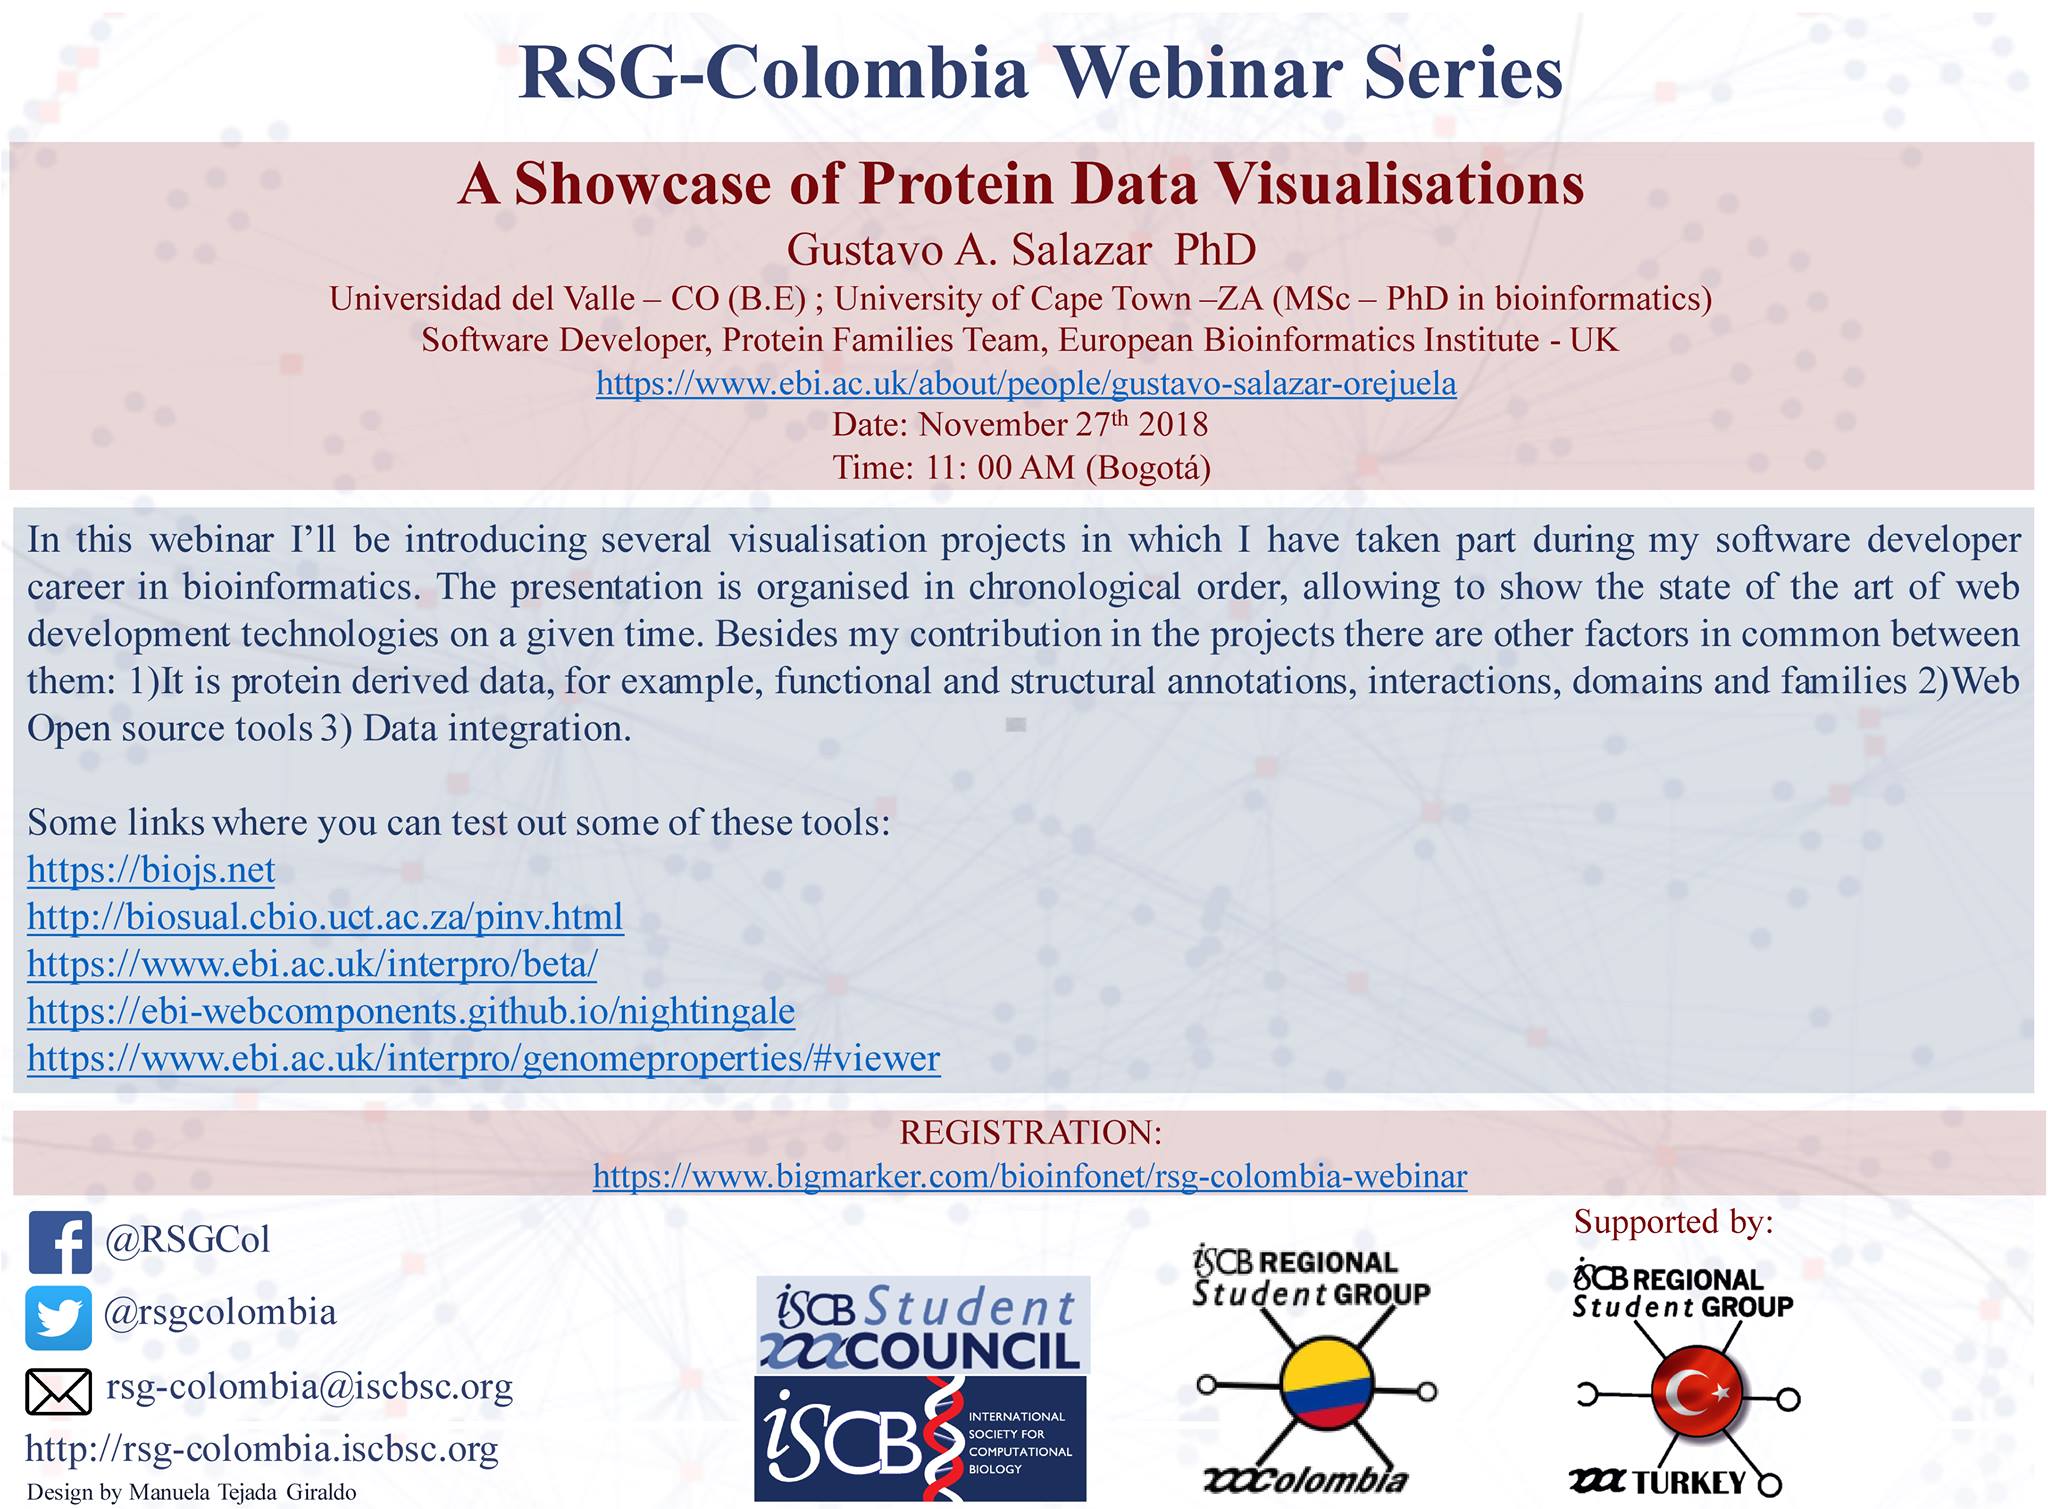 RSG-Colombia Webinar Series
A Showcase of Protein Data Visualisations
Gustavo A. Salazar PhD
Universidad del Valle – CO (B.E) ; University of Cape Town –ZA (MSc – PhD in bioinformatics)
Software Developer, Protein Families Team, European Bioinformatics Institute - UK
https://www.ebi.ac.uk/about/people/gustavo-salazar-orejuela
Date: November 27th 2018
Time: 11: 00 AM (Bogotá)
In this webinar I’ll be introducing several visualisation projects in which I have taken part during my software developer
career in bioinformatics. The presentation is organised in chronological order, allowing to show the state of the art of web
development technologies on a given time. Besides my contribution in the projects there are other factors in common between
them: 1)It is protein derived data, for example, functional and structural annotations, interactions, domains and families 2)Web
Open source tools 3) Data integration.
Some links where you can test out some of these tools:
https://biojs.net
http://biosual.cbio.uct.ac.za/pinv.html
https://www.ebi.ac.uk/interpro/beta/
https://ebi-webcomponents.github.io/nightingale
https://www.ebi.ac.uk/interpro/genomeproperties/#viewer
REGISTRATION:
https://www.bigmarker.com/bioinfonet/rsg-colombia-webinar
@RSGCol
@rsgcolombia
rsg-colombia@iscbsc.org
http://rsg-colombia.iscbsc.org
Design by Manuela Tejada Giraldo
iSCB Student
COUNCIL
iSCB
INTERNATIONAL
SOCIETY FOR
COMPUTATIONAL
BIOLOGY
iSCB REGIONAL
Student GROUP
Colombia
Supported by:
iSCB REGIONAL
Student GROUP
TURKEY